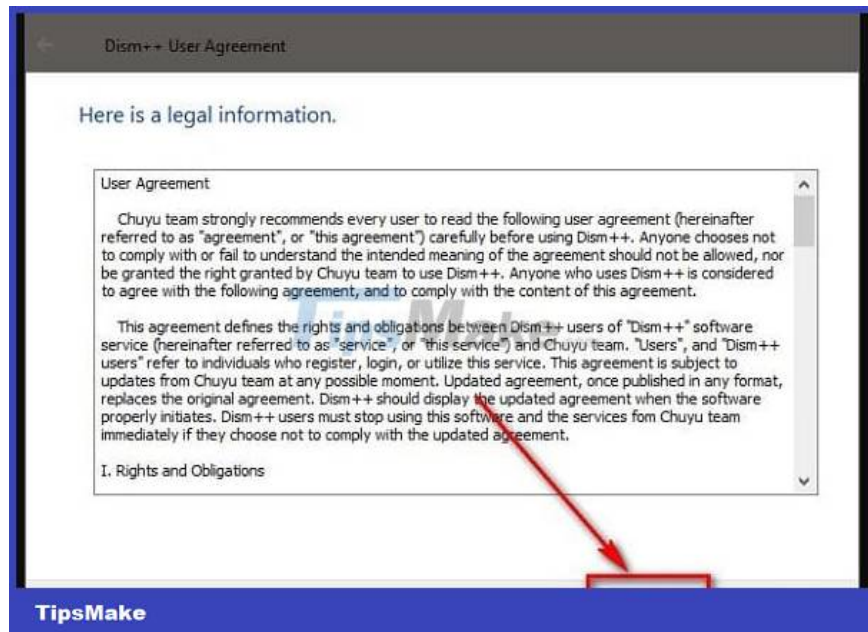 Dism++ User Agreement
Here is a legal information.
User Agreement
Chuyu team strongly recommends every user to read the following user agreement (hereinafter
referred to as "agreement", or "this agreement") carefully before using Dism++. Anyone chooses not
to comply with or fail to understand the intended meaning of the agreement should not be allowed, nor
be granted the right granted by Chuyu team to use Dism++. Anyone who uses Dism++ is considered
to agree with the following agreement, and to comply with the content of this agreement.
TipsMake
This agreement defines the rights and obligations between Dism++ users of "Dism++" software
service (hereinafter referred to as "service", or "this service") and Chuyu team. "Users", and "Dism++
users" refer to individuals who register, login, or utilize this service. This agreement is subject to
updates from Chuyu team at any possible moment. Updated agreement, once published in any format,
replaces the original agreement. Dism++ should display the updated agreement when the software
properly initiates. Dism++ users must stop using this software and the services fom Chuyu team
immediately if they choose not to comply with the updated agreement.
I. Rights and Obligations
TipsMake